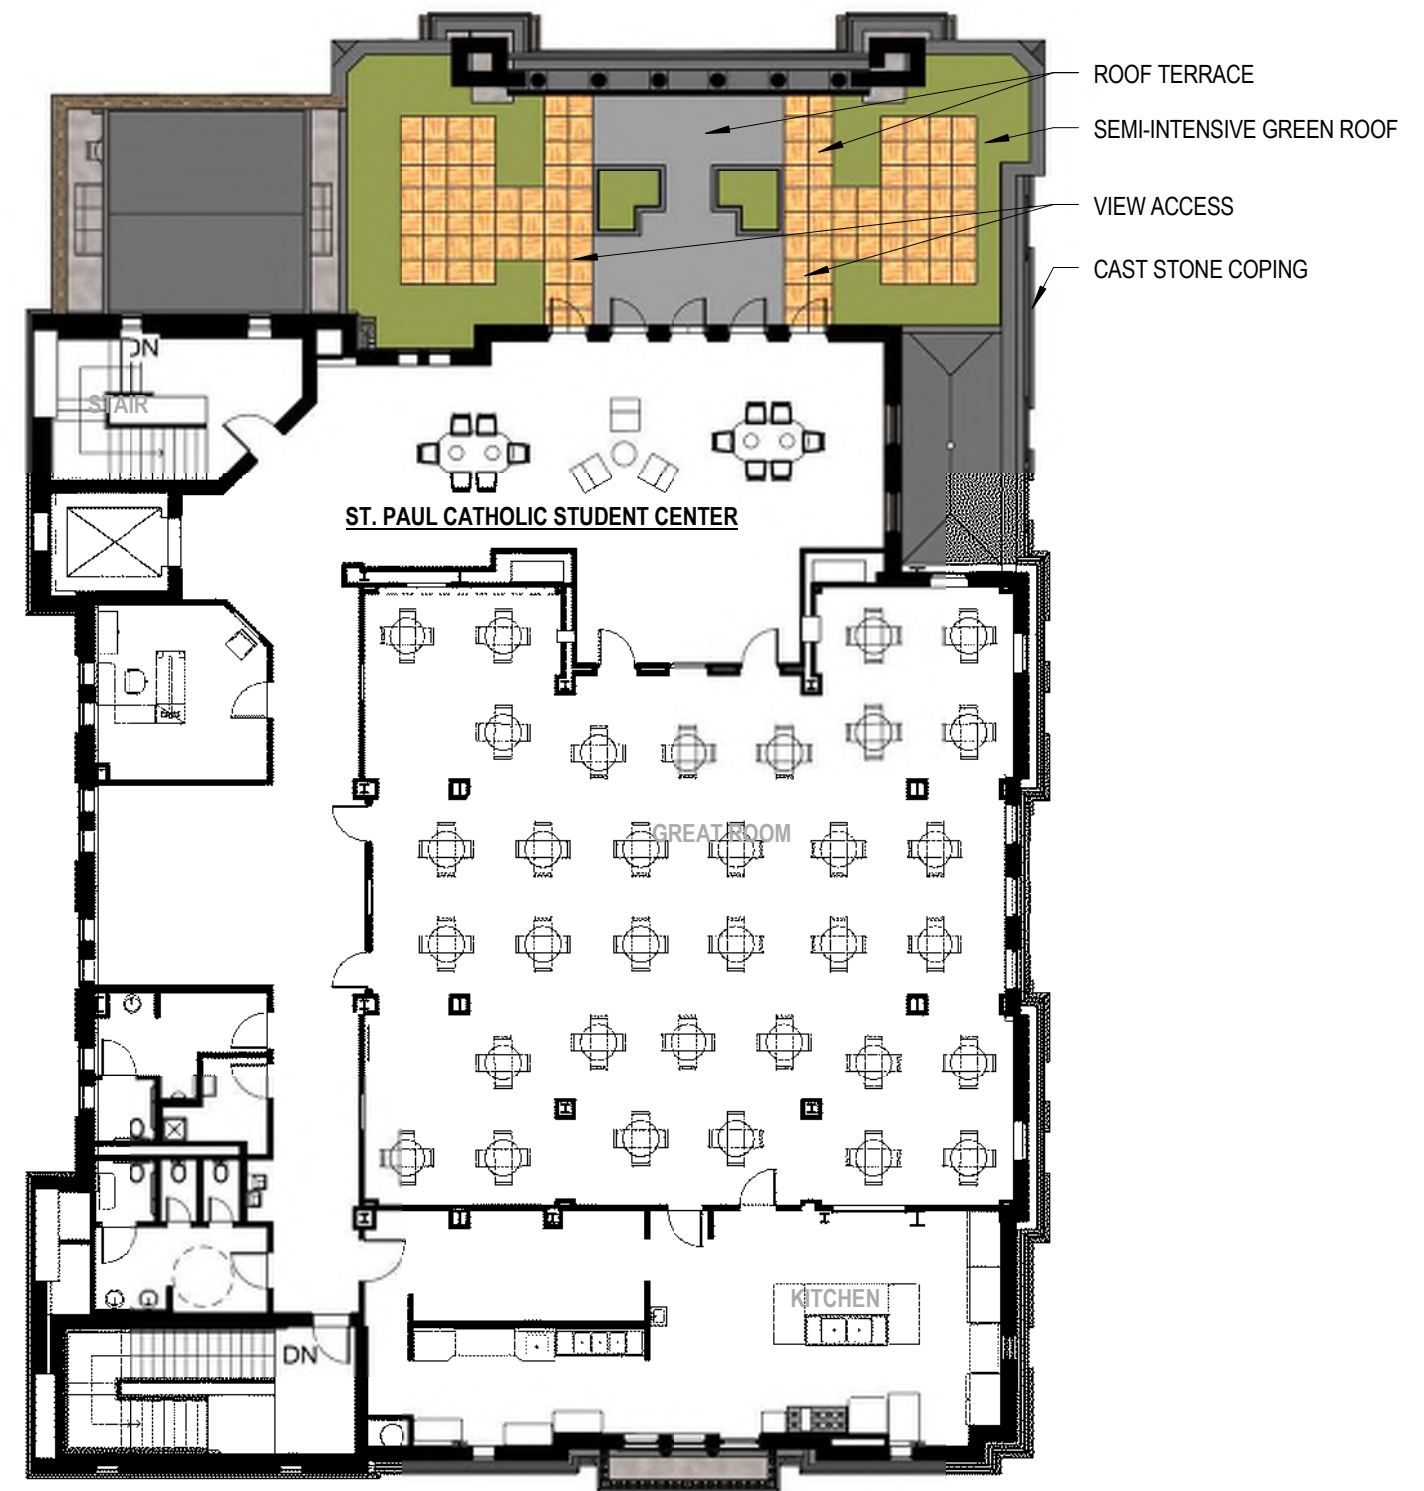 ROOF TERRACE
SEMI-INTENSIVE GREEN ROOF
VIEW ACCESS
CAST STONE COPING
DN
STAIR
ST. PAUL CATHOLIC STUDENT CENTER
GREAT ROOM
KITCHEN
DN